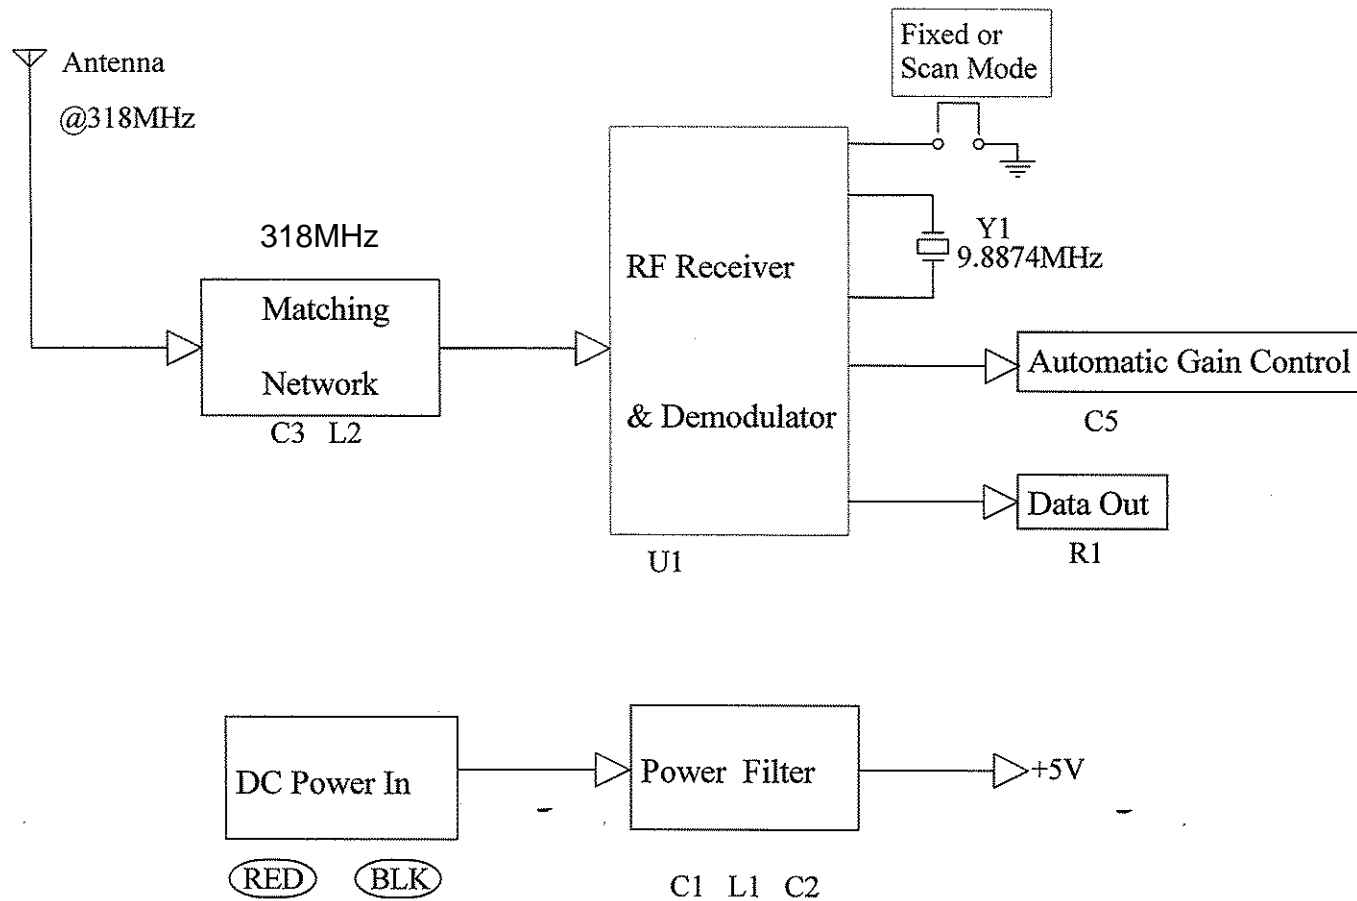 Antenna
@318MHz
Fixed or
Scan Mode
318MHz
Matching
Network
C3 L2
RF Receiver
& Demodulator
U1
Y1
9.8874MHz
Automatic Gain Control
C5
Data Out
R1
DC Power In
RED BLK
Power Filter
C1 L1 C2
+5V